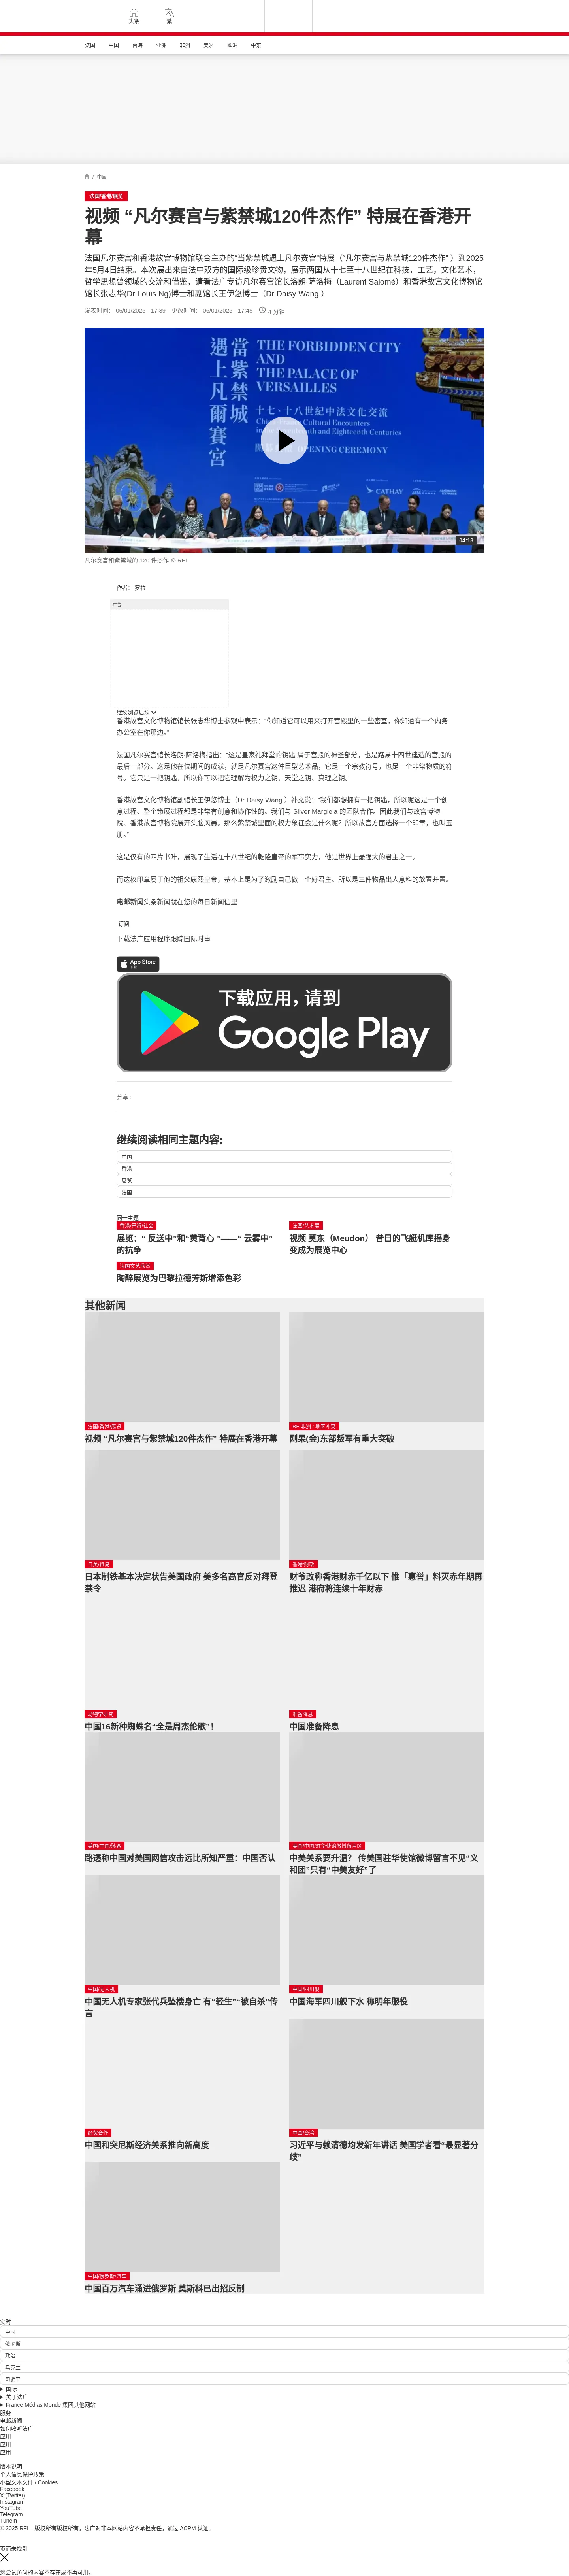 头条
繁
法国 中国 台海 亚洲 非洲 美洲 欧洲 中东
/ 中国
法国/香港/展览
视频 “凡尔赛宫与紫禁城120件杰作” 特展在香港开
幕
法国凡尔赛宫和香港故宫博物馆联合主办的“当紫禁城遇上凡尔赛宫”特展（“凡尔赛宫与紫禁城120件杰作” ）到2025
年5月4日结束。本次展出来自法中双方的国际级珍贵文物，展示两国从十七至十八世纪在科技，工艺，文化艺术，
哲学思想曾领域的交流和借鉴，请看法广专访凡尔赛宫馆长洛朗·萨洛梅（Laurent Salomé）和香港故宫文化博物馆
馆长张志华(Dr Louis Ng)博士和副馆长王伊悠博士（Dr Daisy Wang ）
发表时间： 06/01/2025 - 17:39 更改时间： 06/01/2025 - 17:45 4 分钟
當上 THE FORBIDDEN CITY
遇紫 AND THE PALACE OF
凡禁 VERSAILLES
爾城 十七、十八世紀中法文化交流
賽
宮 OPENING CEREMONY
CATHAY
04:18
凡尔赛宫和紫禁城的 120 件杰作 © RFI
作者： 罗拉
广告
继续浏览后续
香港故宫文化博物馆馆长张志华博士参观中表示：“你知道它可以用来打开宫殿里的一些密室，你知道有一个内务
办公室在你那边。”
法国凡尔赛宫馆长洛朗·萨洛梅指出：“这是皇家礼拜堂的钥匙 属于宫殿的神圣部分，也是路易十四世建造的宫殿的
最后一部分。这是他在位期间的成就，就是凡尔赛宫这件巨型艺术品，它是一个宗教符号，也是一个非常物质的符
号。它只是一把钥匙，所以你可以把它理解为权力之钥、天堂之钥、真理之钥。”
香港故宫文化博物馆副馆长王伊悠博士（Dr Daisy Wang ）补充说：“我们都想拥有一把钥匙，所以呢这是一个创
意过程。整个策展过程都是非常有创意和协作性的。我们与 Silver Margiela 的团队合作。因此我们与故宫博物
院、香港故宫博物院展开头脑风暴。那么紫禁城里面的权力象征会是什么呢？所以故宫方面选择一个印章，也叫玉
册。”
这是仅有的四片书叶，展现了生活在十八世纪的乾隆皇帝的军事实力，他是世界上最强大的君主之一。
而这枚印章属于他的祖父康熙皇帝，基本上是为了激励自己做一个好君主。所以是三件物品出人意料的放置并置。
电邮新闻头条新闻就在您的每日新闻信里
订阅
下载法广应用程序跟踪国际时事
App Store
下载
下载应用，请到
Google Play
分享 :
继续阅读相同主题内容:
中国
香港
展览
法国
同一主题
香港/巴黎/社会
展览：“ 反送中”和“黄背心 ”——“ 云雾中”
的抗争
法国/艺术展
视频 莫东（Meudon） 昔日的飞艇机库摇身
变成为展览中心
法国文艺欣赏
陶醉展览为巴黎拉德芳斯增添色彩
其他新闻
法国/香港/展览
视频 “凡尔赛宫与紫禁城120件杰作” 特展在香港开幕
RFI非洲 / 地区冲突
刚果(金)东部叛军有重大突破
日美/贸易
日本制铁基本决定状告美国政府 美多名高官反对拜登
禁令
香港/财政
财爷改称香港财赤千亿以下 惟「惠誉」料灭赤年期再
推迟 港府将连续十年财赤
动物学研究
中国16新种蜘蛛名“全是周杰伦歌”！
准备降息
中国准备降息
美国/中国/骇客
路透称中国对美国网信攻击远比所知严重：中国否认
美国/中国/驻华使馆微博留言区
中美关系要升温？ 传美国驻华使馆微博留言不见“义
和团”只有“中美友好”了
中国/无人机
中国无人机专家张代兵坠楼身亡 有“轻生”“被自杀”传
言
中国/四川舰
中国海军四川舰下水 称明年服役
经贸合作
中国和突尼斯经济关系推向新高度
中国/台湾
习近平与赖清德均发新年讲话 美国学者看“最显著分
歧”
中国/俄罗斯/汽车
中国百万汽车涌进俄罗斯 莫斯科已出招反制
实时
中国
俄罗斯
政治
乌克兰
习近平
国际
关于法广
France Médias Monde 集团其他网站
服务
电邮新闻
如何收听法广
应用
应用
应用
版本说明
个人信息保护政策
小型文本文件 / Cookies
Facebook
X (Twitter)
Instagram
YouTube
Telegram
TuneIn
© 2025 RFI – 版权所有版权所有。法广对非本网站内容不承担责任。通过 ACPM 认证。
页面未找到
您尝试访问的内容不存在或不再可用。